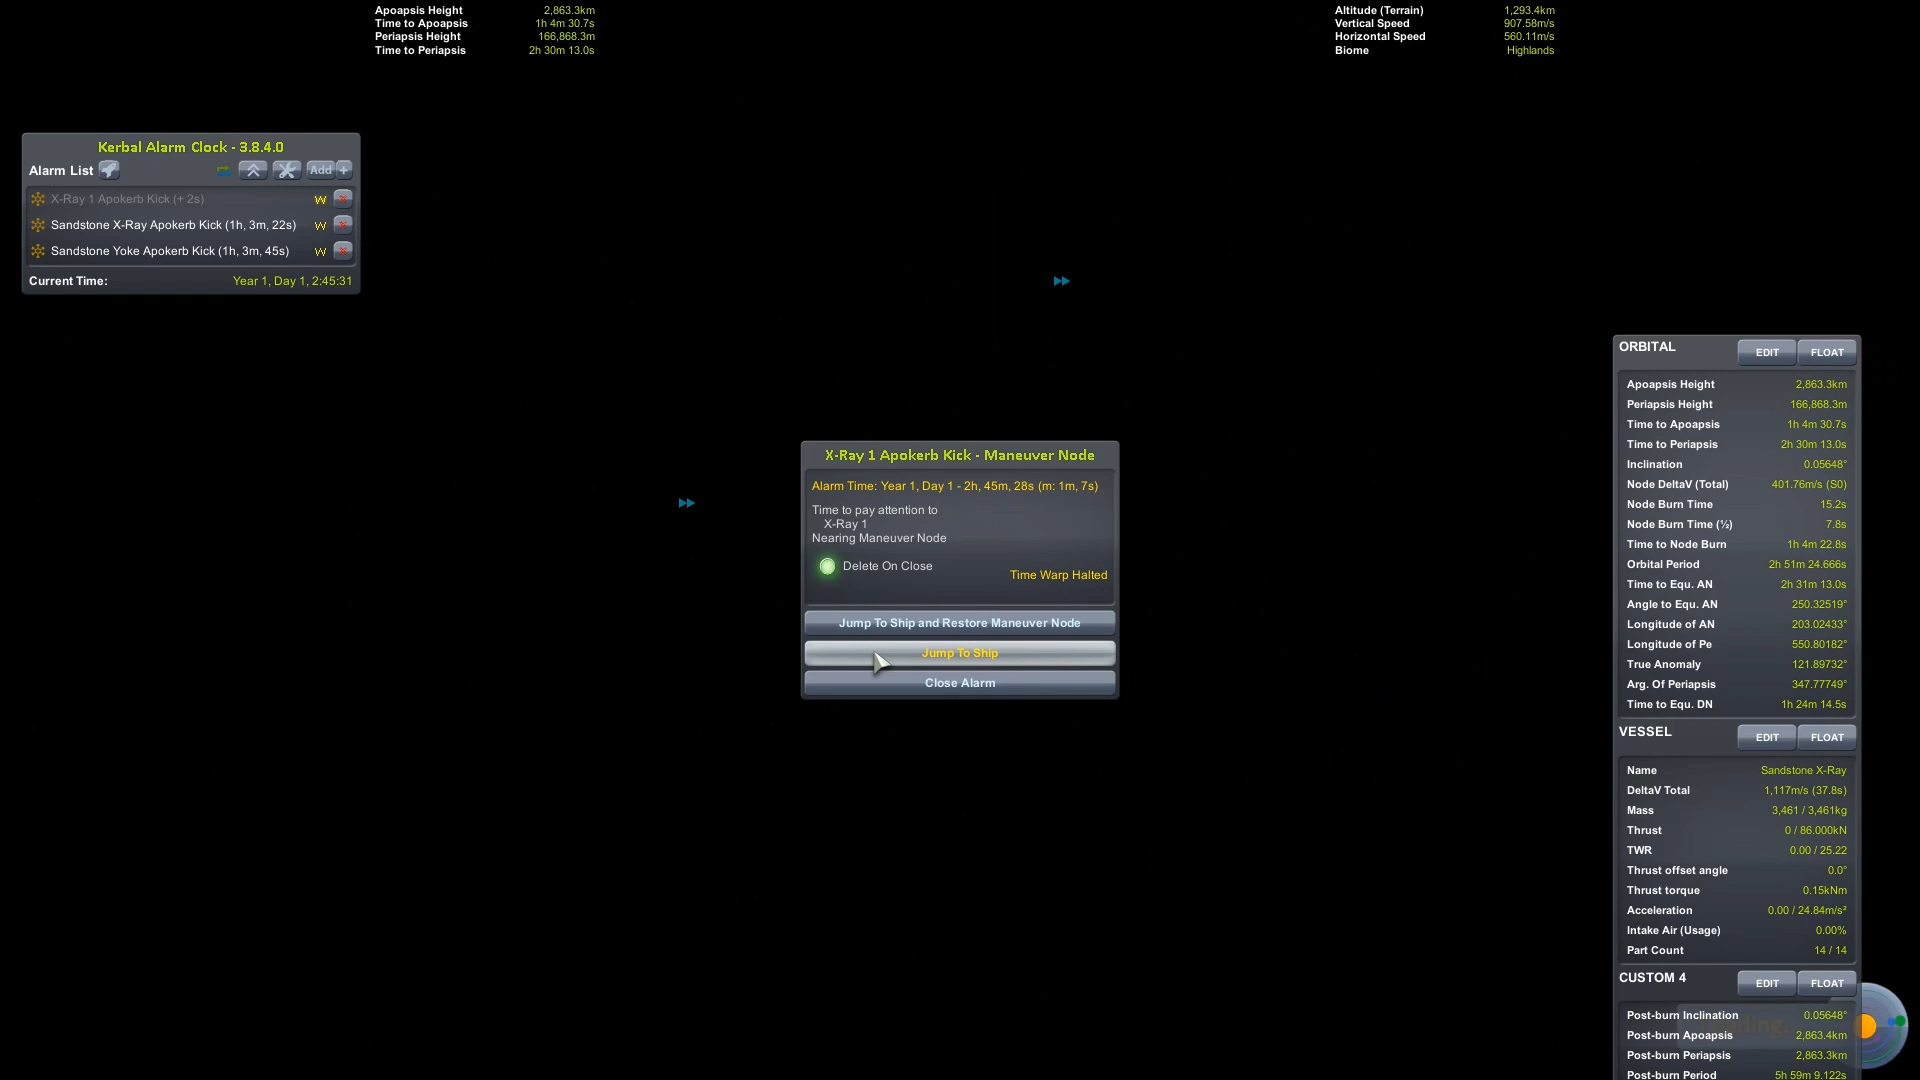 Apoapsis Height 2,863.3km
Time to Apoapsis 1h 4m 30.7s
Periapsis Height 166,868.3m
Time to Periapsis 2h 30m 13.0s
Altitude (Terrain) 1,293.4km
Vertical Speed 907.58m/s
Horizontal Speed 560.11m/s
Biome Highlands
Kerbal Alarm Clock - 3.8.4.0
Alarm List Add +
X-Ray 1 Apokerb Kick (+ 2s) W x
Sandstone X-Ray Apokerb Kick (1h, 3m, 22s) W x
Sandstone Yoke Apokerb Kick (1h, 3m, 45s) W x
Current Time: Year 1, Day 1, 2:45:31
X-Ray 1 Apokerb Kick - Maneuver Node
Alarm Time: Year 1, Day 1 - 2h, 45m, 28s (m: 1m, 7s)
Time to pay attention to
X-Ray 1
Nearing Maneuver Node
Delete On Close
Time Warp Halted
Jump To Ship and Restore Maneuver Node
Jump To Ship
Close Alarm
ORBITAL EDIT FLOAT
Apoapsis Height 2,863.3km
Periapsis Height 166,868.3m
Time to Apoapsis 1h 4m 30.7s
Time to Periapsis 2h 30m 13.0s
Inclination 0.05648°
Node DeltaV (Total) 401.76m/s (S0)
Node Burn Time 15.2s
Node Burn Time (½) 7.8s
Time to Node Burn 1h 4m 22.8s
Orbital Period 2h 51m 24.666s
Time to Equ. AN 2h 31m 13.0s
Angle to Equ. AN 250.32519°
Longitude of AN 203.02433°
Longitude of Pe 550.80182°
True Anomaly 121.89732°
Arg. Of Periapsis 347.77749°
Time to Equ. DN 1h 24m 14.5s
VESSEL EDIT FLOAT
Name Sandstone X-Ray
DeltaV Total 1,117m/s (37.8s)
Mass 3,461 / 3,461kg
Thrust 0 / 86.000kN
TWR 0.00 / 25.22
Thrust offset angle 0.0°
Thrust torque 0.15kNm
Acceleration 0.00 / 24.84m/s²
Intake Air (Usage) 0.00%
Part Count 14 / 14
CUSTOM 4 EDIT FLOAT
Post-burn Inclination 0.05648°
Post-burn Apoapsis 2,863.4km
Post-burn Periapsis 2,863.3km
Post-burn Period 5h 59m 9.122s